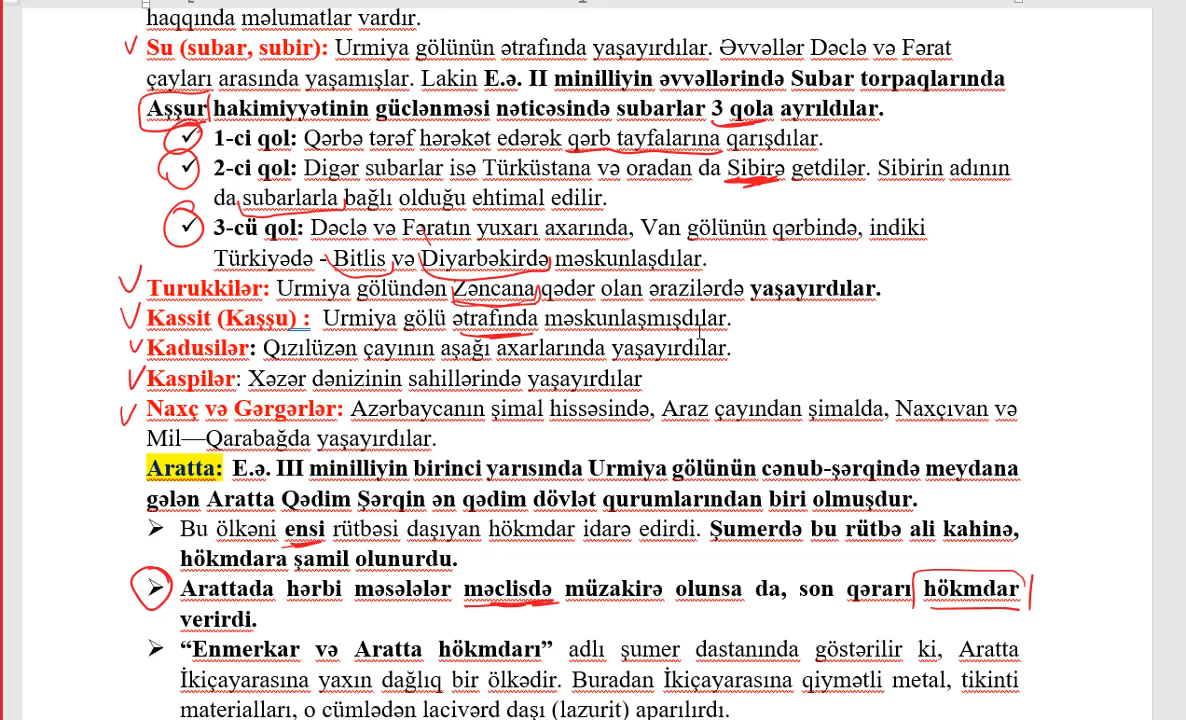 haqqında məlumatlar vardır.
Su (subar, subir): Urmiya gölünün ətrafında yaşayırdılar. Əvvəllər Dəclə və Fərat
çayları arasında yaşamışlar. Lakin E.ə. II minilliyin əvvəllərində Subar torpaqlarında
Aşşur hakimiyyətinin güclənməsi nəticəsində subarlar 3 qola ayrıldılar.
✓ 1-ci qol: Qərbə tərəf hərəkət edərək qərb tayfalarına qarışdılar.
✓ 2-ci qol: Digər subarlar isə Türküstana və oradan da Sibirə getdilər. Sibirin adının
da subarlarla bağlı olduğu ehtimal edilir.
✓ 3-cü qol: Dəclə və Fəratın yuxarı axarında, Van gölünün qərbində, indiki
Türkiyədə - Bitlis və Diyarbəkirdə məskunlaşdılar.
Turukkilər: Urmiya gölündən Zəncana qədər olan ərazilərdə yaşayırdılar.
Kassit (Kaşşu) : Urmiya gölü ətrafında məskunlaşmışdılar.
Kadusilər: Qızılüzən çayının aşağı axarlarında yaşayırdılar.
Kaspilər: Xəzər dənizinin sahillərində yaşayırdılar
Naxç və Gərgərlər: Azərbaycanın şimal hissəsində, Araz çayından şimalda, Naxçıvan və
Mil—Qarabağda yaşayırdılar.
Aratta: E.ə. III minilliyin birinci yarısında Urmiya gölünün cənub-şərqində meydana
gələn Aratta Qədim Şərqin ən qədim dövlət qurumlarından biri olmuşdur.
➢ Bu ölkəni ensi rütbəsi daşıyan hökmdar idarə edirdi. Şumerdə bu rütbə ali kahinə,
hökmdara şamil olunurdu.
➢ Arattada hərbi məsələlər məclisdə müzakirə olunsa da, son qərarı hökmdar
verirdi.
➢ “Enmerkar və Aratta hökmdarı” adlı şumer dastanında göstərilir ki, Aratta
İkiçayarasına yaxın dağlıq bir ölkədir. Buradan İkiçayarasına qiymətli metal, tikinti
materialları, o cümlədən lacivərd daşı (lazurit) aparılırdı.